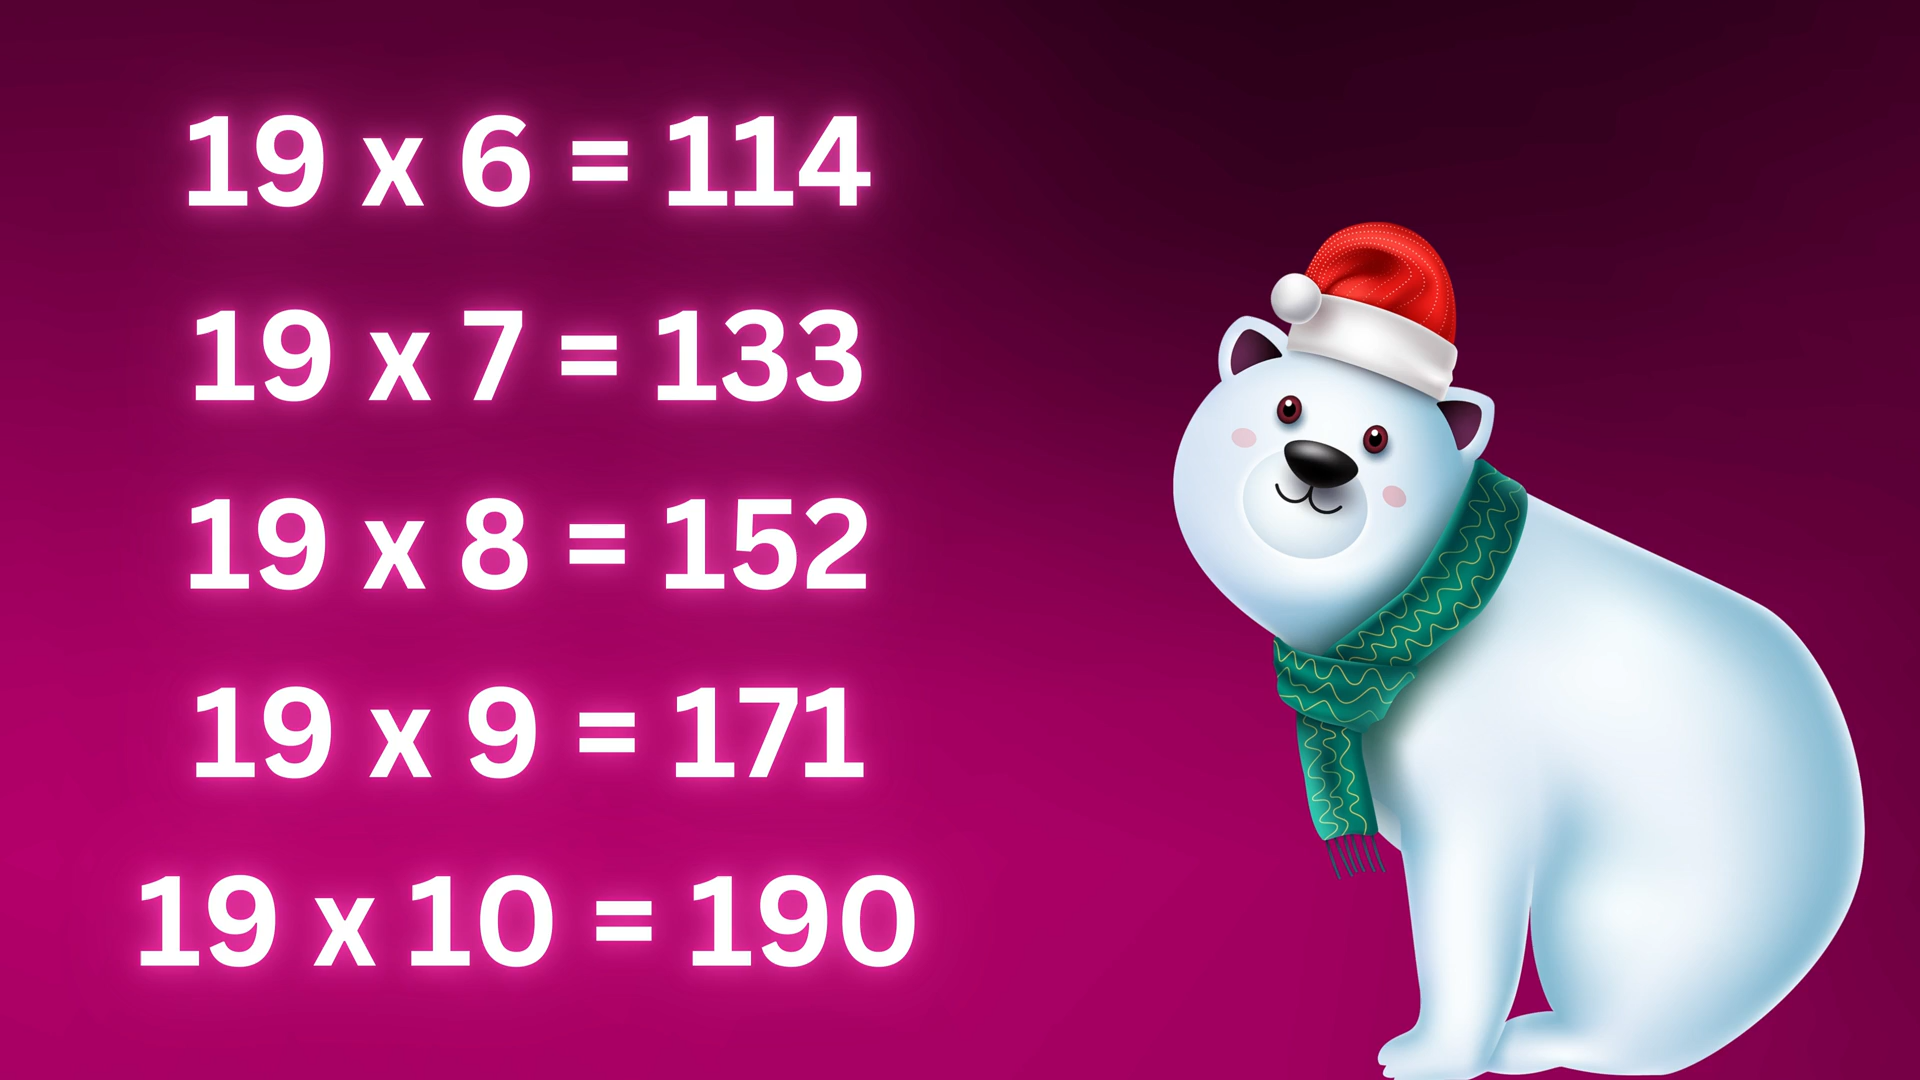 19 x 6 = 114
19 x 7 = 133
19 x 8 = 152
19 x 9 = 171
19 x 10 = 190